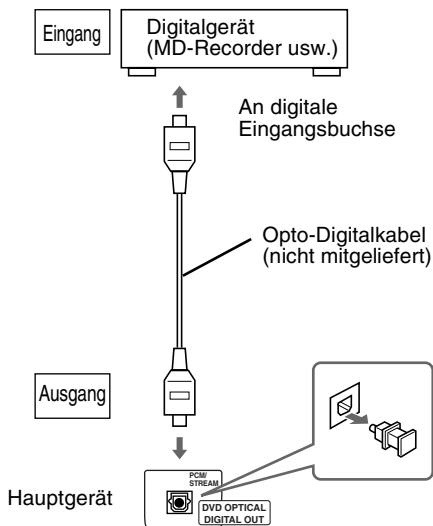 Eingang
Digitalgerät
(MD-Recorder usw.)
An digitale
Eingangsbuchse
Opto-Digitalkabel
(nicht mitgeliefert)
Ausgang
Hauptgerät
PCM/
STREAM
DVD OPTICAL
DIGITAL OUT